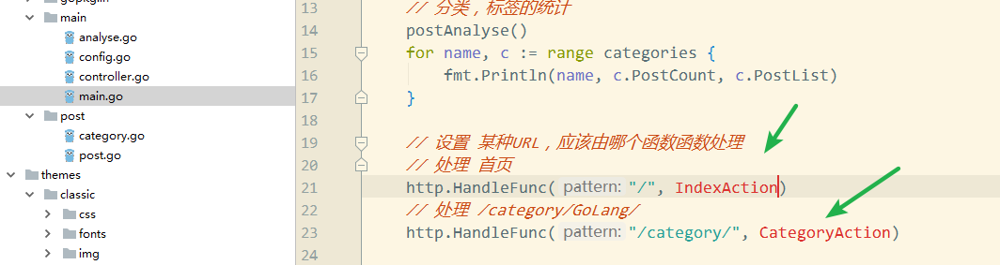 gopkgini
main
analyse.go
config.go
controller.go
main.go
post
category.go
post.go
themes
classic
css
fonts
img
13 // 分类，标签的统计
14 postAnalyse()
15 for name, c := range categories {
16 fmt.Println(name, c.PostCount, c.PostList)
17 }
18
19 // 设置 某种URL，应该由哪个函数函数处理
20 // 处理 首页
21 http.HandleFunc( pattern: "/", IndexAction)
22 // 处理 /category/GoLang/
23 http.HandleFunc( pattern: "/category/", CategoryAction)
24